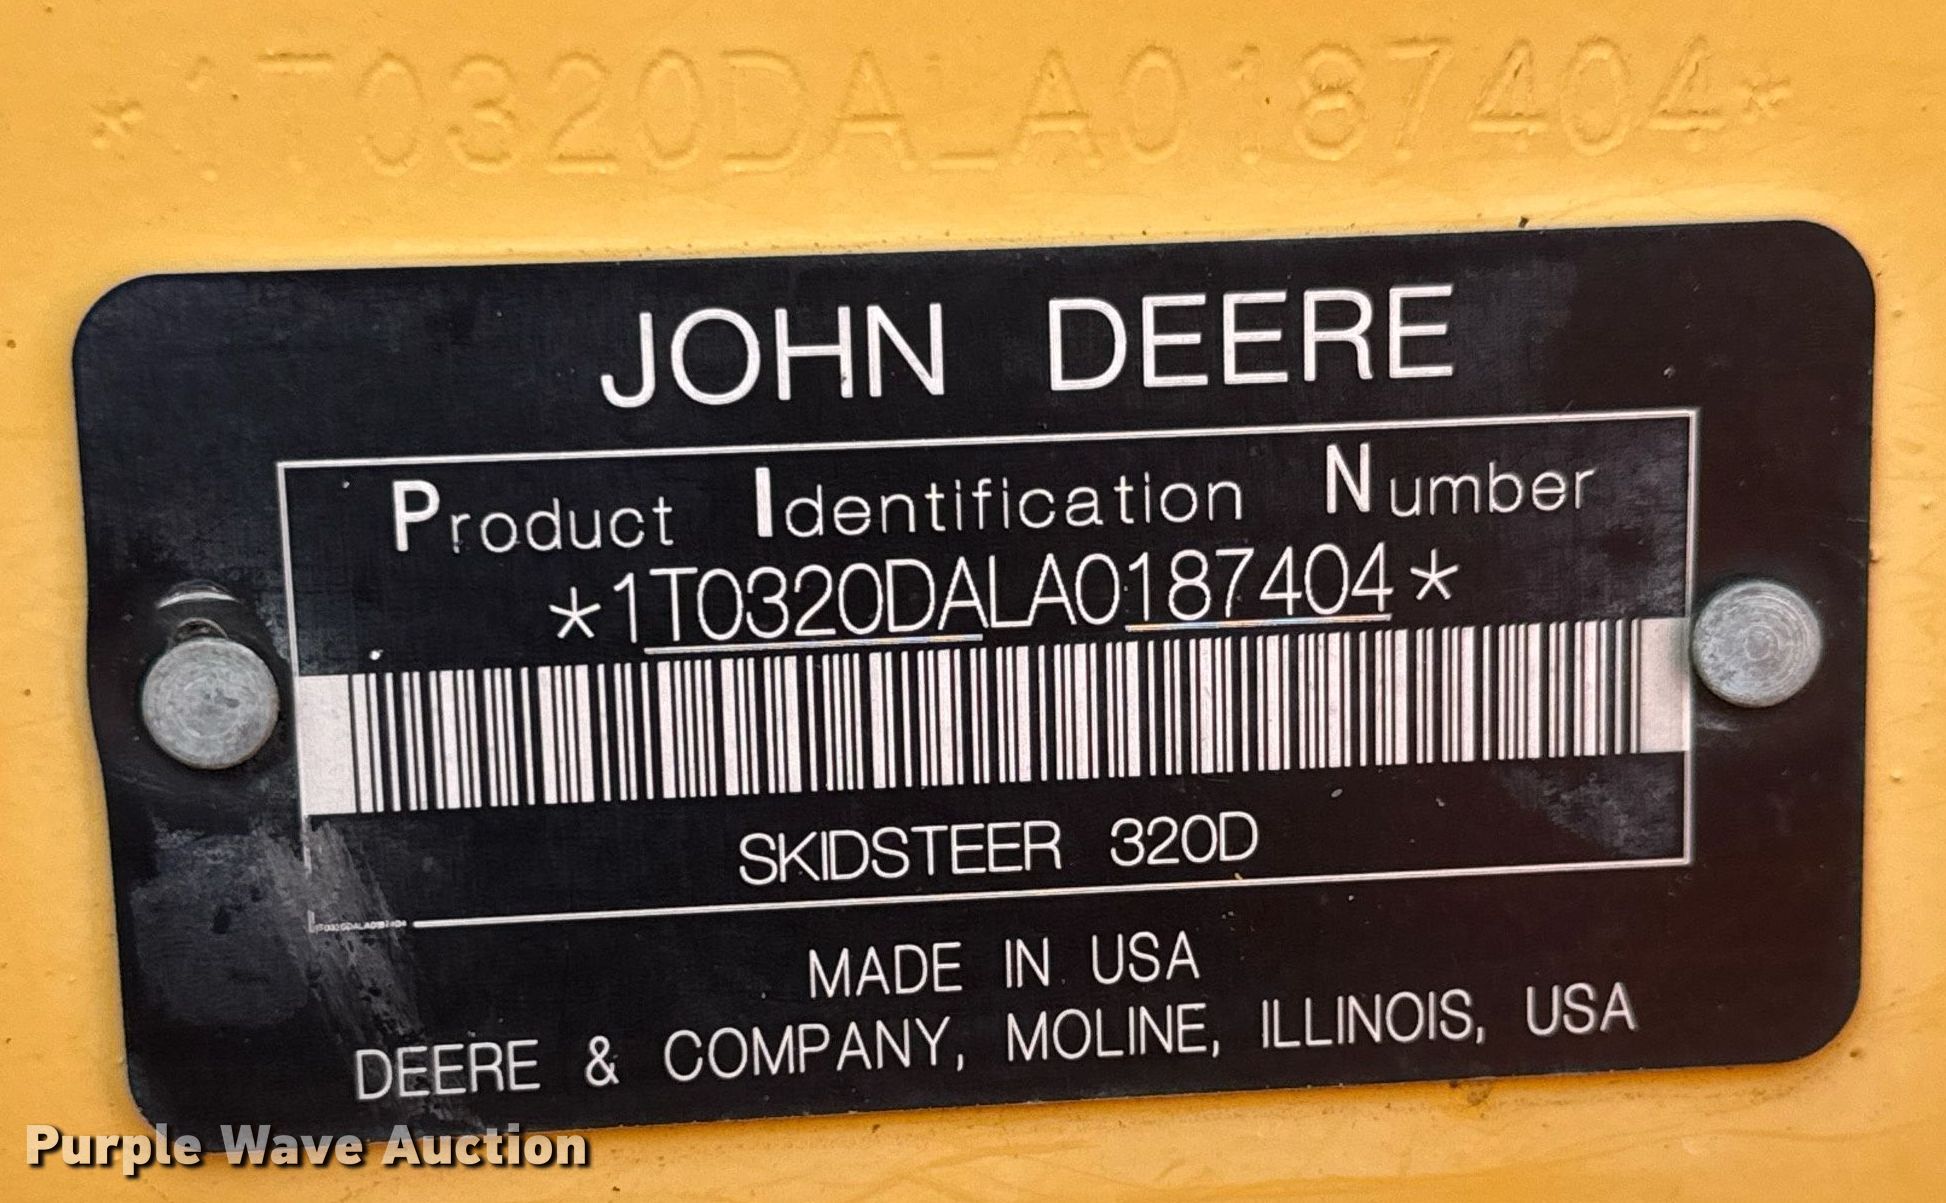 *1T0320DALA0187404*
JOHN DEERE
Product Identification Number
*1T0320DALA0187404*
SKIDSTEER 320D
1T0320DALA0187404
MADE IN USA
DEERE & COMPANY, MOLINE, ILLINOIS, USA
Purple Wave Auction